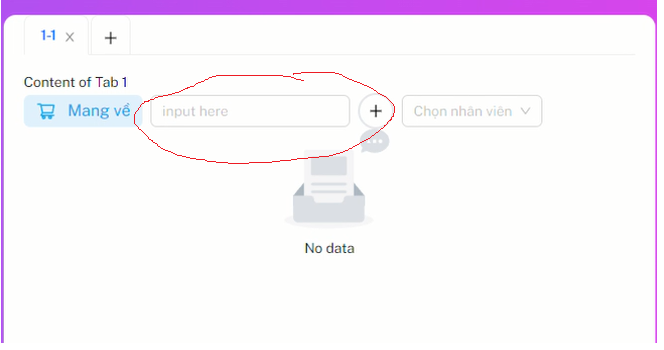 1-1
Content of Tab 1
Mang về input here Chọn nhân viên
No data